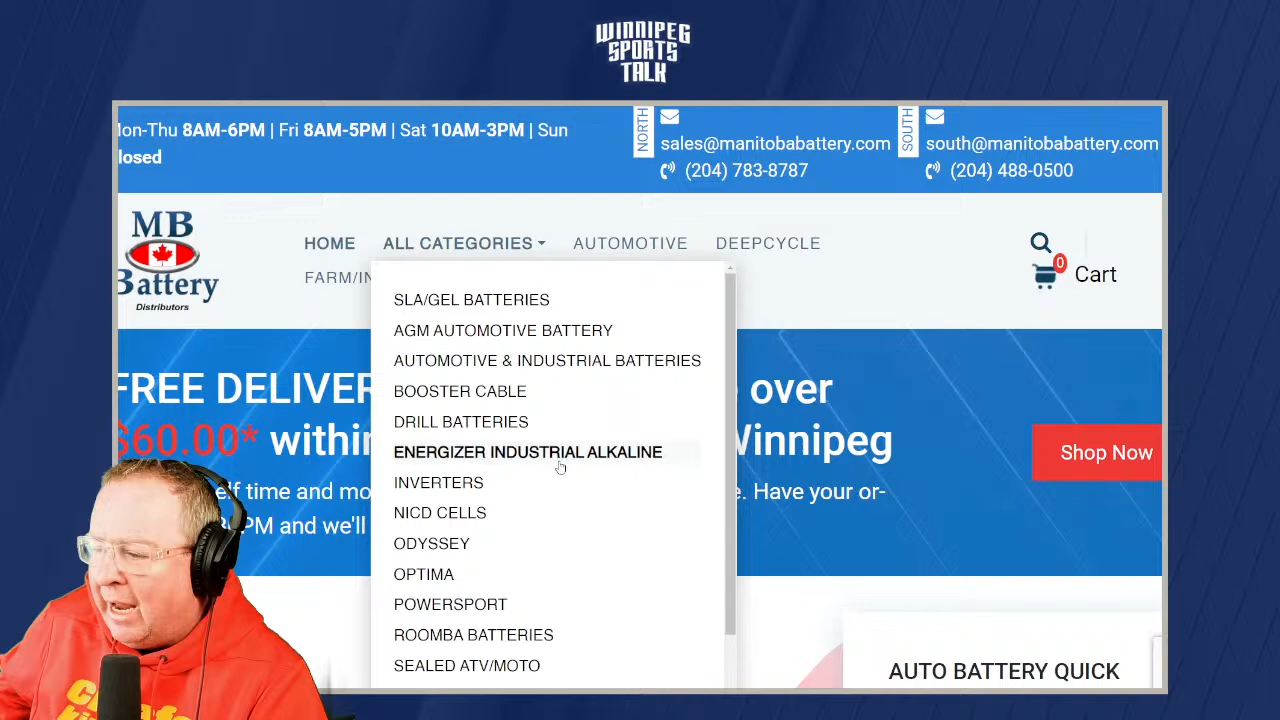 WINNIPEG
SPORTS
TALK
Mon-Thu 8AM-6PM | Fri 8AM-5PM | Sat 10AM-3PM | Sun
closed
NORTH
sales@manitobabattery.com
(204) 783-8787
SOUTH
south@manitobabattery.com
(204) 488-0500
MB
Battery
Distributors
HOME
ALL CATEGORIES
AUTOMOTIVE
DEEPCYCLE
FARM/IN
0
Cart
SLA/GEL BATTERIES
AGM AUTOMOTIVE BATTERY
AUTOMOTIVE & INDUSTRIAL BATTERIES
BOOSTER CABLE
DRILL BATTERIES
ENERGIZER INDUSTRIAL ALKALINE
INVERTERS
NICD CELLS
ODYSSEY
OPTIMA
POWERSPORT
ROOMBA BATTERIES
SEALED ATV/MOTO
FREE DELIVER
over
$60.00* within
Winnipeg
elf time and mo
e. Have your or-
PM and we'll
Shop Now
AUTO BATTERY QUICK